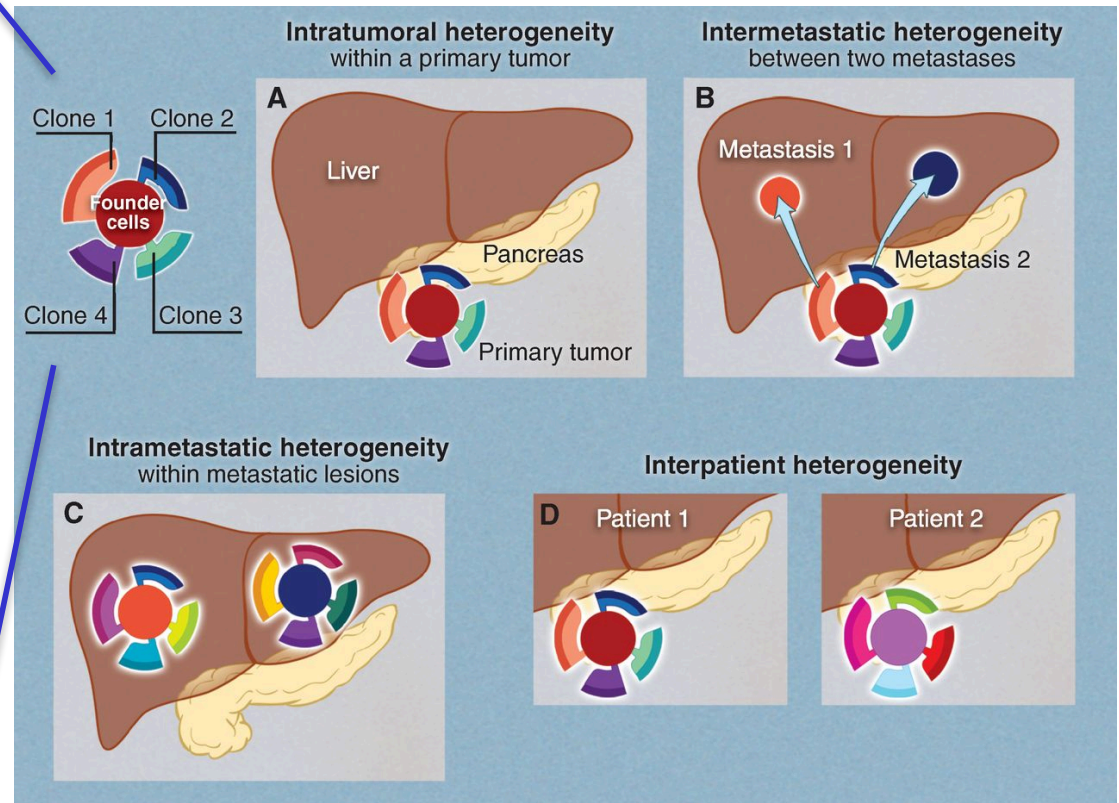 Intratumoral heterogeneity
within a primary tumor
Intermetastatic heterogeneity
between two metastases
Clone 1
Clone 2
Founder
cells
Clone 4
Clone 3
A
Liver
Pancreas
Primary tumor
B
Metastasis 1
Metastasis 2
Intrametastatic heterogeneity
within metastatic lesions
Interpatient heterogeneity
C
D
Patient 1
Patient 2